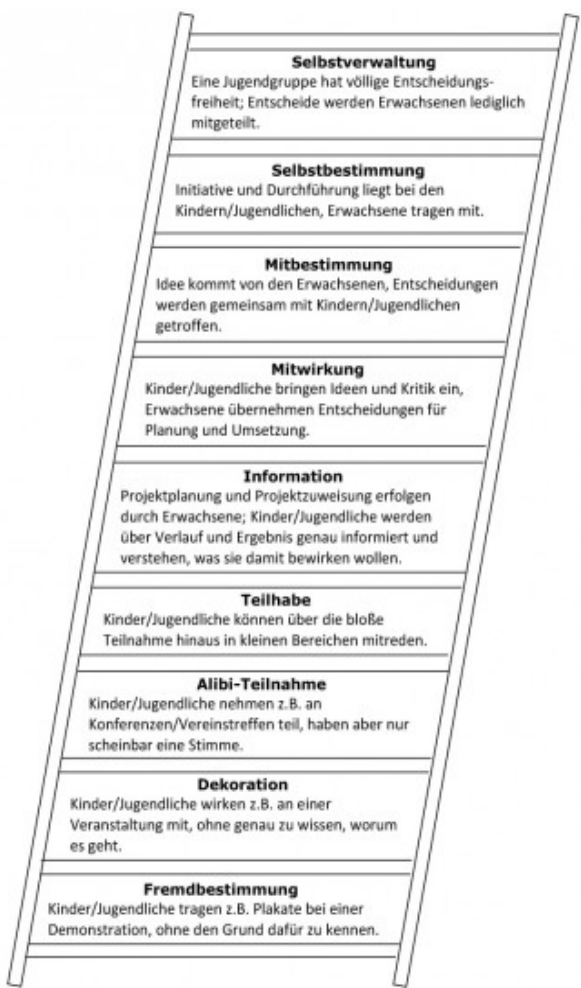 Selbstverwaltung
Eine Jugendgruppe hat völlige Entscheidungs-
freiheit; Entscheide werden Erwachsenen lediglich
mitgeteilt.
Selbstbestimmung
Initiative und Durchführung liegt bei den
Kindern/Jugendlichen, Erwachsene tragen mit.
Mitbestimmung
Idee kommt von den Erwachsenen, Entscheidungen
werden gemeinsam mit Kindern/Jugendlichen
getroffen.
Mitwirkung
Kinder/Jugendliche bringen Ideen und Kritik ein,
Erwachsene übernehmen Entscheidungen für
Planung und Umsetzung.
Information
Projektplanung und Projektzuweisung erfolgen
durch Erwachsene; Kinder/Jugendliche werden
über Verlauf und Ergebnis genau informiert und
verstehen, was sie damit bewirken wollen.
Teilhabe
Kinder/Jugendliche können über die bloße
Teilnahme hinaus in kleinen Bereichen mitreden.
Alibi-Teilnahme
Kinder/Jugendliche nehmen z.B. an
Konferenzen/Vereinstreffen teil, haben aber nur
scheinbar eine Stimme.
Dekoration
Kinder/Jugendliche wirken z.B. an einer
Veranstaltung mit, ohne genau zu wissen, worum
es geht.
Fremdbestimmung
Kinder/Jugendliche tragen z.B. Plakate bei einer
Demonstration, ohne den Grund dafür zu kennen.